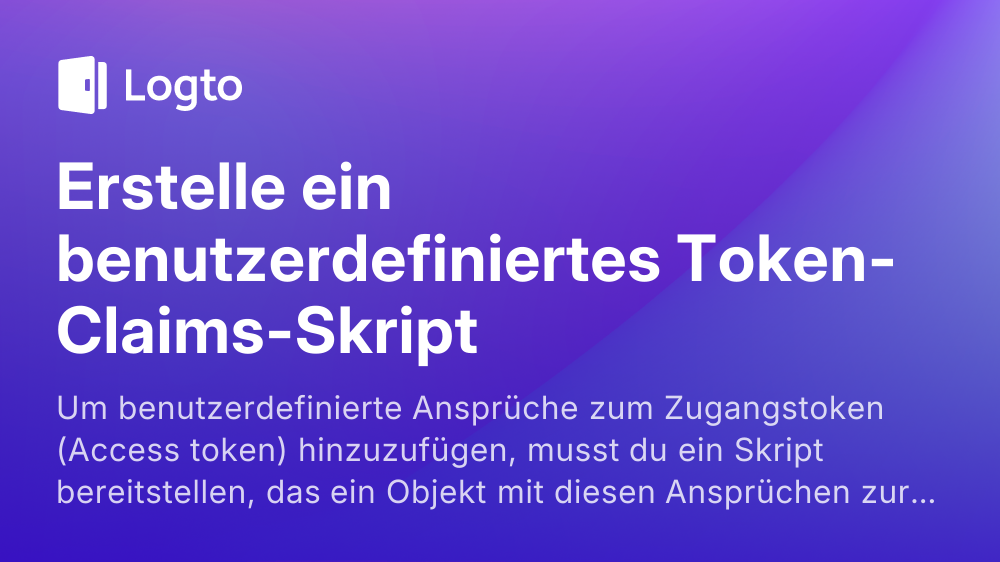 Logto
Erstelle ein
benutzerdefiniertes Token-
Claims-Skript
Um benutzerdefinierte Ansprüche zum Zugangstoken
(Access token) hinzuzufügen, musst du ein Skript
bereitstellen, das ein Objekt mit diesen Ansprüchen zur...